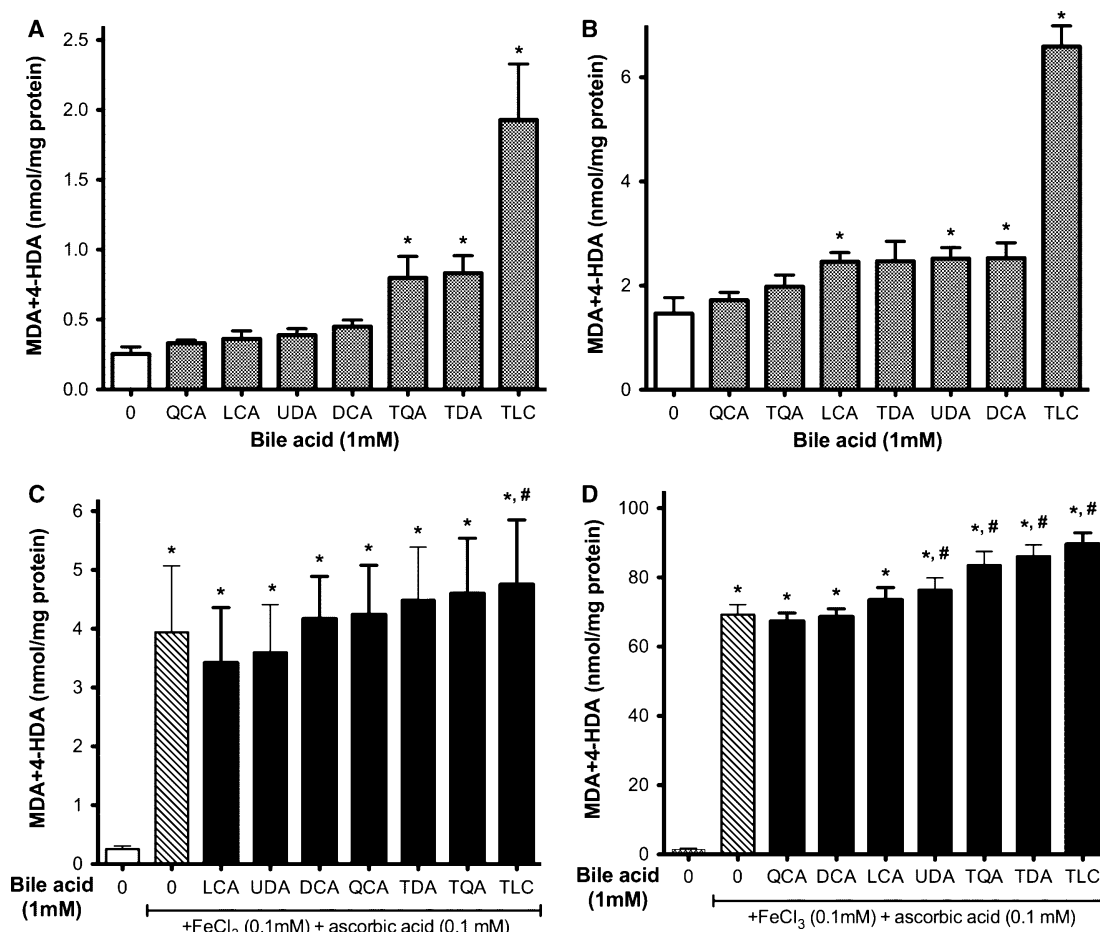 A
MDA+4-HDA (nmol/mg protein)
2.5
2.0
1.5
1.0
0.5
0.0
* * *
0 QCA LCA UDA DCA TQA TDA TLC
Bile acid (1mM)
B
MDA+4-HDA (nmol/mg protein)
6
4
2
0
* * * *
0 QCA TQA LCA TDA UDA DCA TLC
Bile acid (1mM)
C
MDA+4-HDA (nmol/mg protein)
6
5
4
3
2
1
0
* * * * * * * *, #
Bile acid
(1mM)
0 0 LCA UDA DCA QCA TDA TQA TLC
+FeCl3 (0.1mM) + ascorbic acid (0.1 mM)
D
MDA+4-HDA (nmol/mg protein)
100
80
60
40
20
0
* * * * *, # *, # *, # *, #
Bile acid
(1mM)
0 0 QCA DCA LCA UDA TQA TDA TLC
+FeCl3 (0.1mM) + ascorbic acid (0.1 mM)